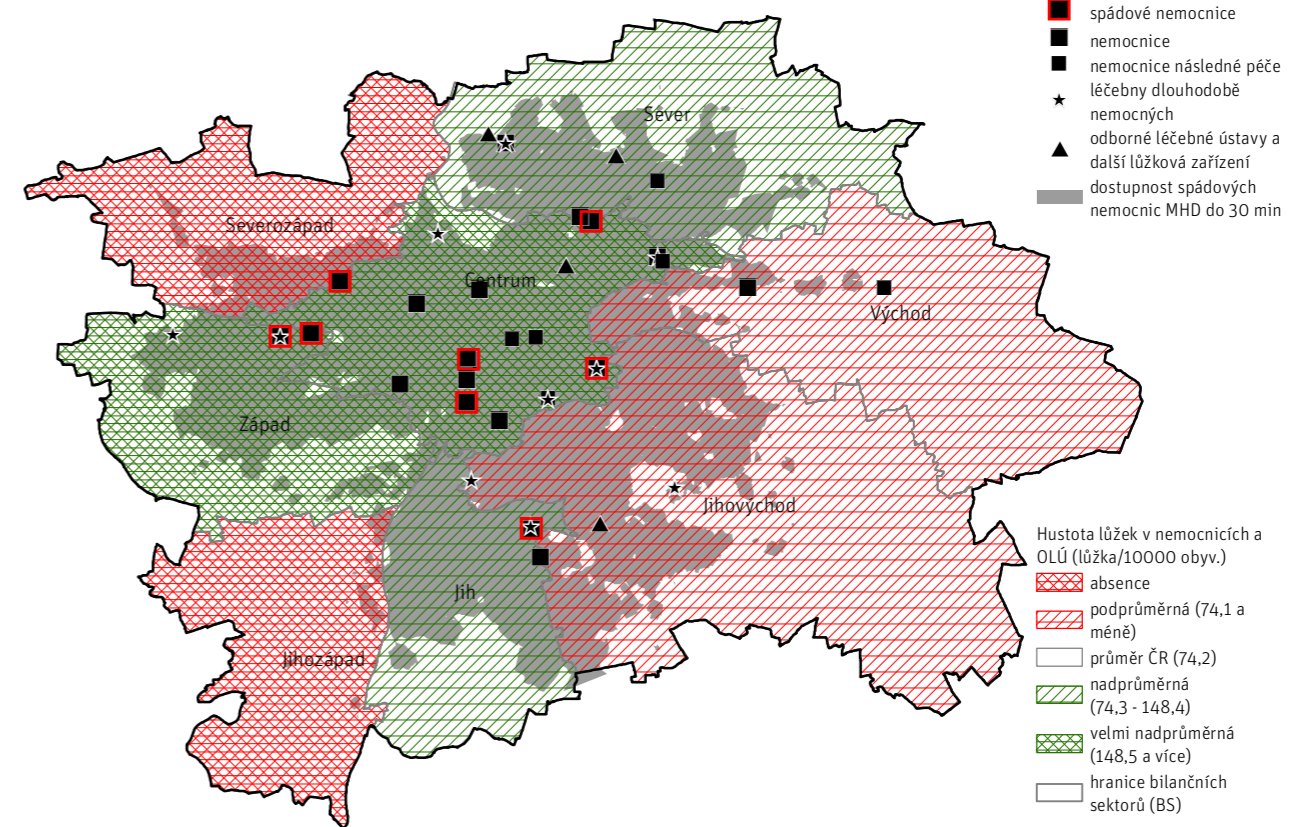 spádové nemocnice
nemocnice
nemocnice následné péče
léčebny dlouhodobě
nemocných
odborné léčebné ústavy a
další lůžková zařízení
dostupnost spádových
nemocnic MHD do 30 min
Sever
Severozápad
Centrum
Východ
Západ
Jihovýchod
Jih
Jihozápad
Hustota lůžek v nemocnicích a
OLÚ (lůžka/10000 obyv.)
absence
podprůměrná (74,1 a
méně)
průměr ČR (74,2)
nadprůměrná
(74,3 - 148,4)
velmi nadprůměrná
(148,5 a více)
hranice bilančních
sektorů (BS)